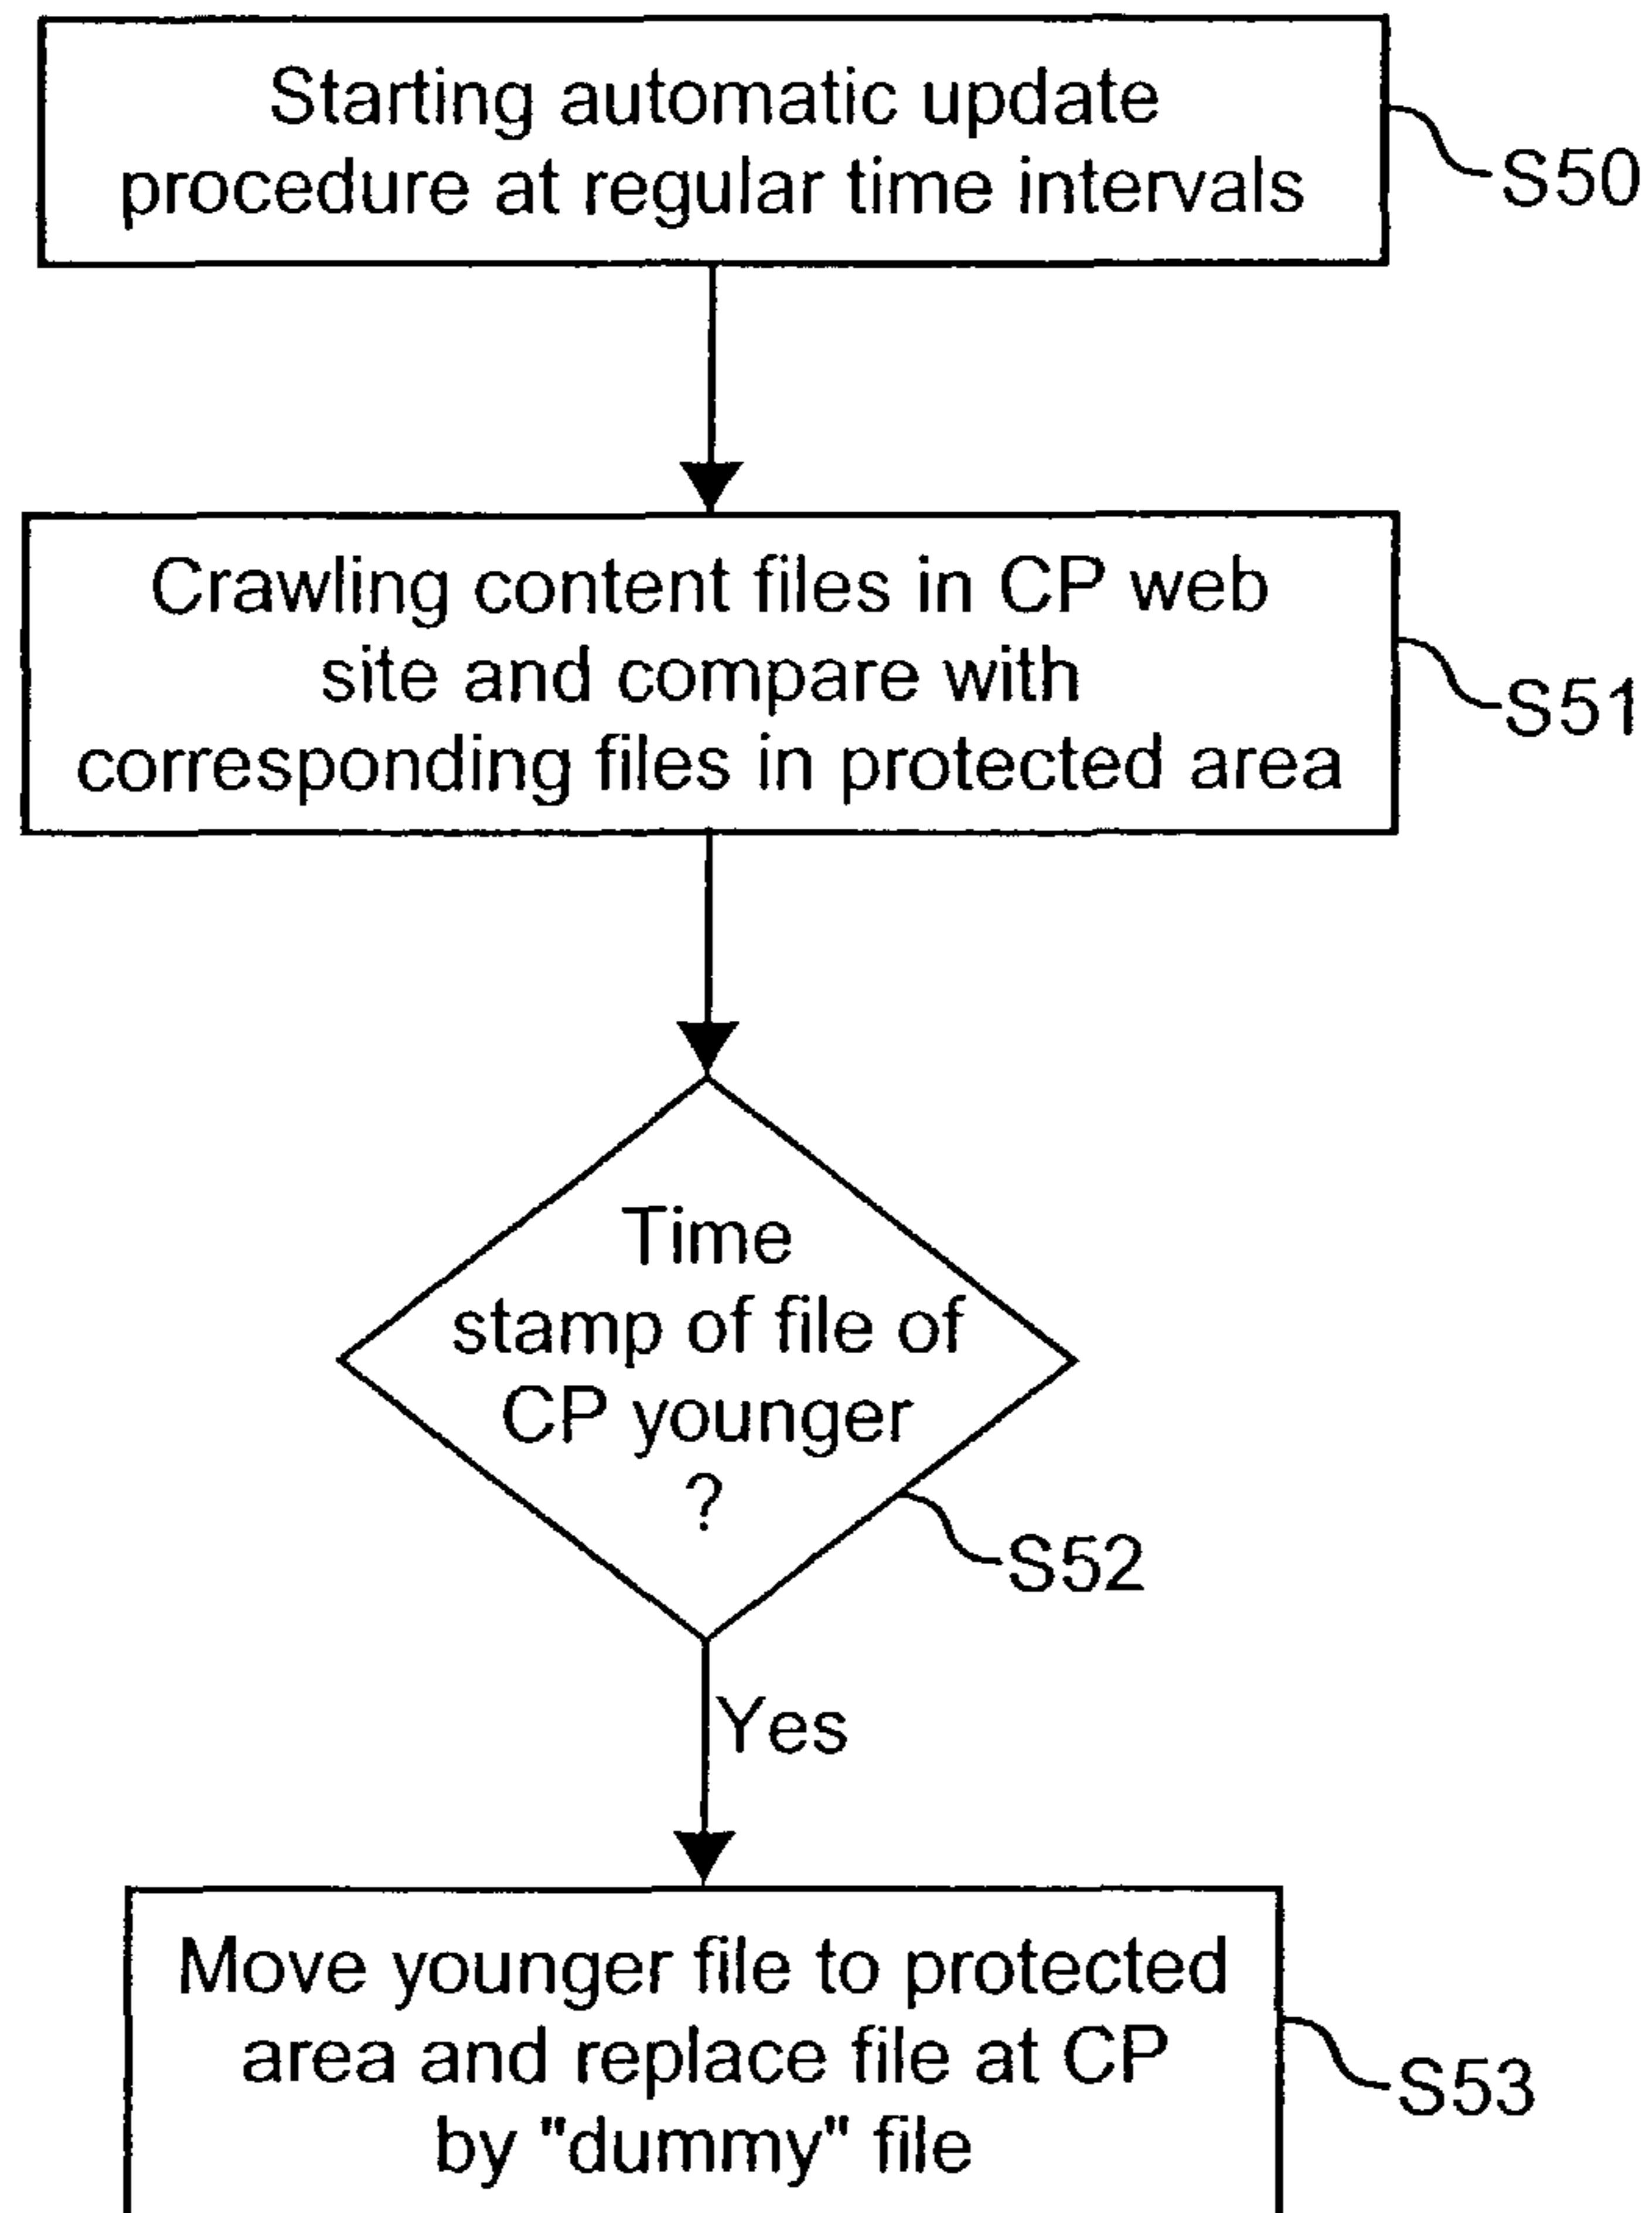 Starting automatic update
procedure at regular time intervals
S50
Crawling content files in CP web
site and compare with
corresponding files in protected area
S51
Time
stamp of file of
CP younger
?
S52
Yes
Move younger file to protected
area and replace file at CP
by "dummy" file
S53